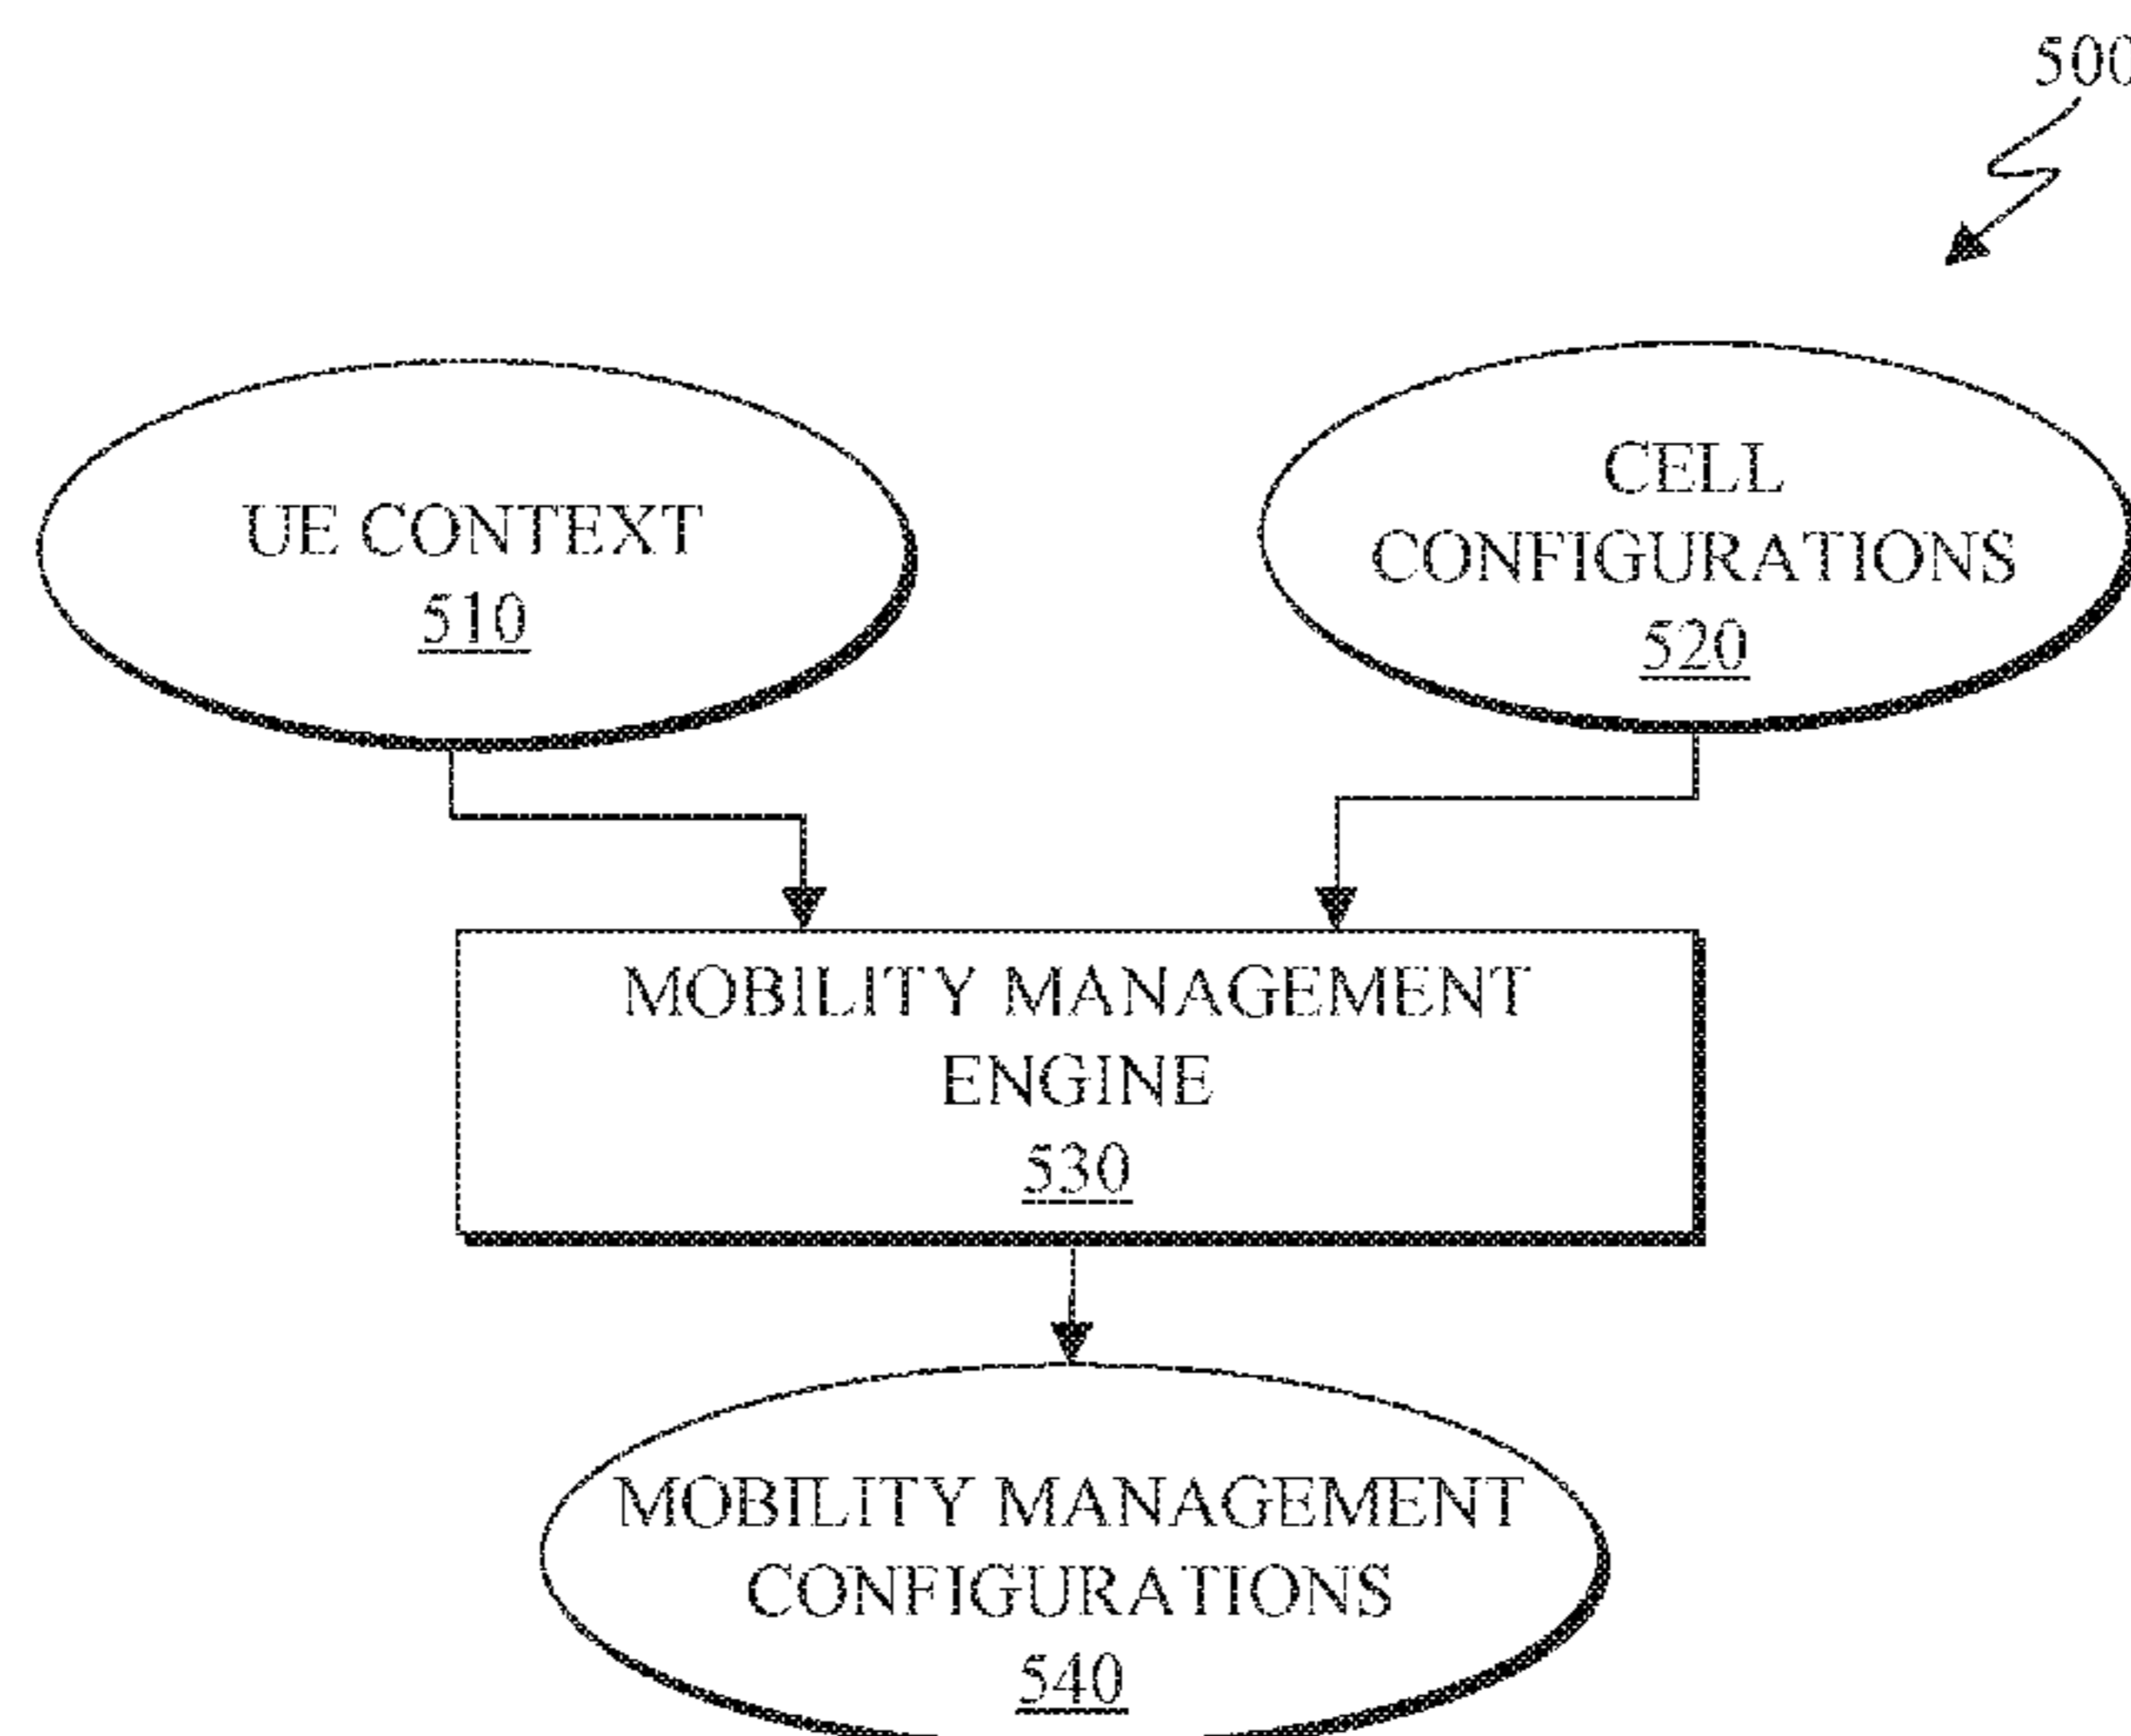 500
UE CONTEXT
510
CELL
CONFIGURATIONS
520
MOBILITY MANAGEMENT
ENGINE
530
MOBILITY MANAGEMENT
CONFIGURATIONS
540